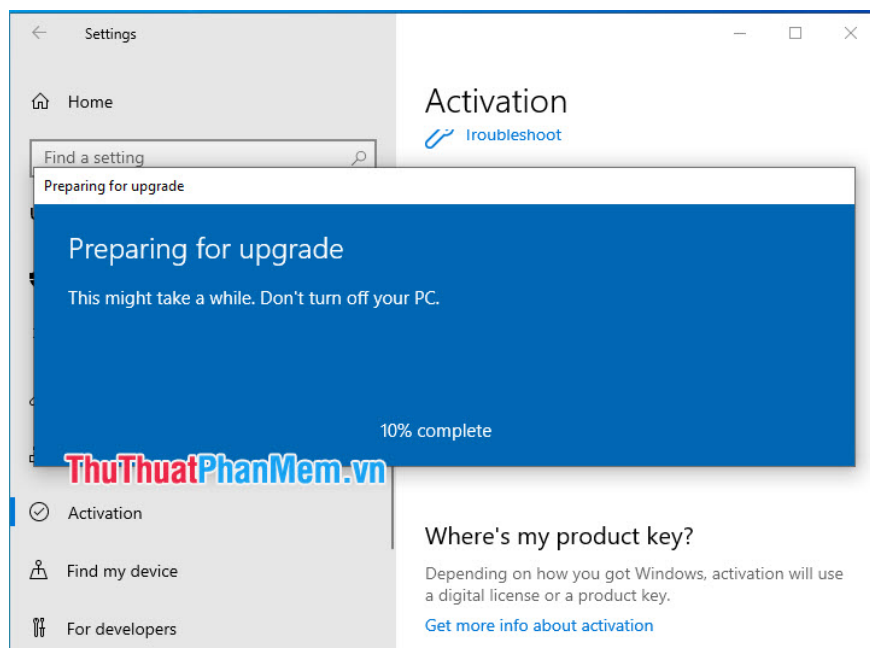 Settings
Home
Find a setting
Activation
Troubleshoot
Preparing for upgrade
Preparing for upgrade
This might take a while. Don't turn off your PC.
10% complete
ThuThuatPhanMem.vn
Activation
Find my device
For developers
Where's my product key?
Depending on how you got Windows, activation will use
a digital license or a product key.
Get more info about activation